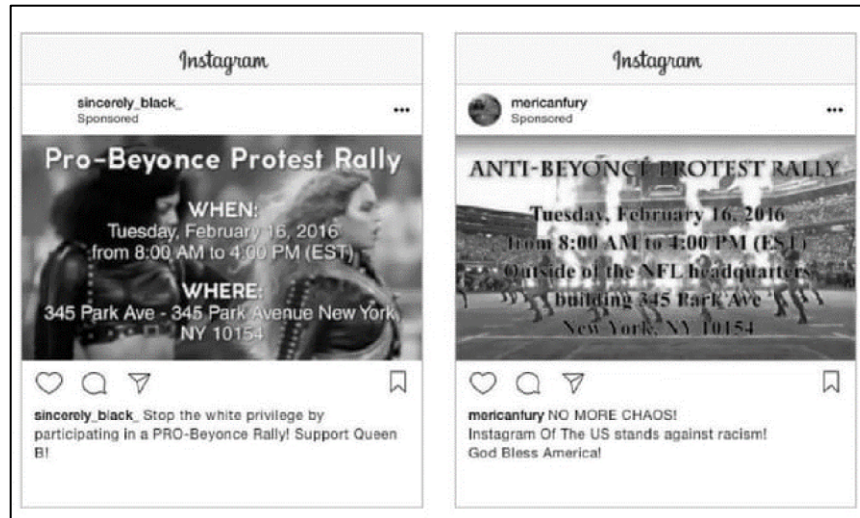 Instagram
sincerely_black_
Sponsored
Pro-Beyonce Protest Rally
WHEN:
Tuesday, February 16, 2016
from 8:00 AM to 4:00 PM (EST)
WHERE:
345 Park Ave - 345 Park Avenue New York,
NY 10154
sincerely_black_ Stop the white privilege by
participating in a PRO-Beyonce Rally! Support Queen
B!
Instagram
mericanfury
Sponsored
ANTI-BEYONCÉ PROTEST RALLY
Tuesday, February 16, 2016
from 8:00 AM to 4:00 PM (EST)
Outside of the NFL headquarters
building 345 Park Ave
New York, NY 10154
mericanfury NO MORE CHAOS!
Instagram Of The US stands against racism!
God Bless America!